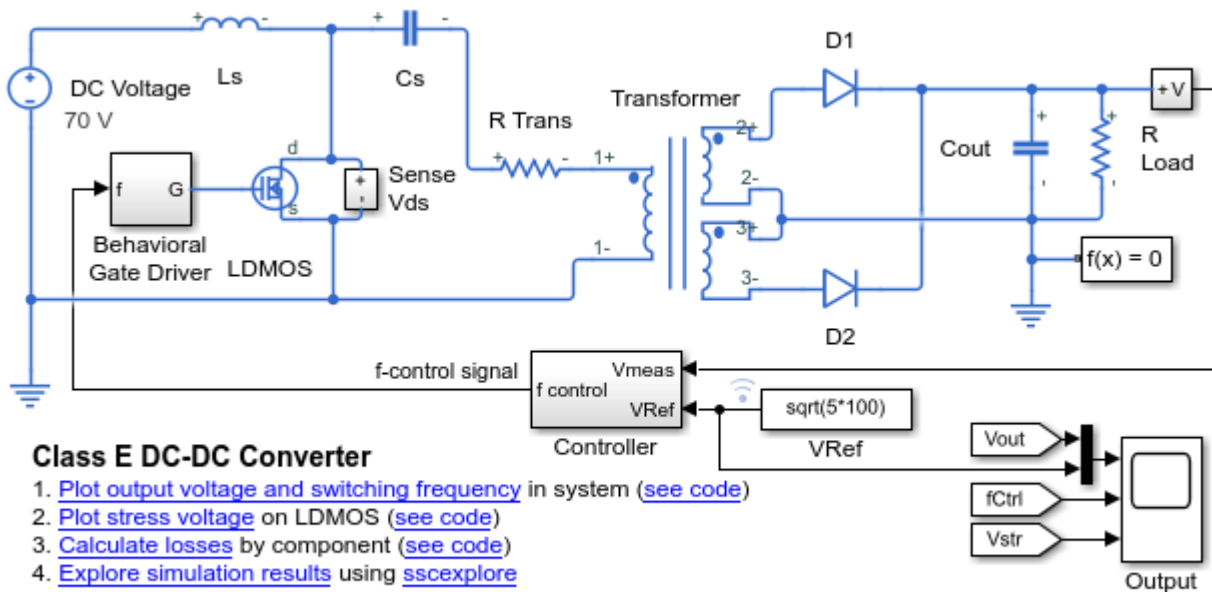 + -
+ -
D1
Ls
Cs
+
-
DC Voltage
70 V
Transformer
R Trans
2+
+V
+
+
R
Load
Cout
d
+ -
1+
2-
Sense
Vds
+
-
f
G
s
-
-
3+
Behavioral
Gate Driver
LDMOS
1-
3-
f(x) = 0
D2
f-control signal
Vmeas
f control
VRef
sqrt(5*100)
Controller
VRef
Vout
fCtrl
Vstr
Output
Class E DC-DC Converter
1. Plot output voltage and switching frequency in system (see code)
2. Plot stress voltage on LDMOS (see code)
3. Calculate losses by component (see code)
4. Explore simulation results using sscexplore